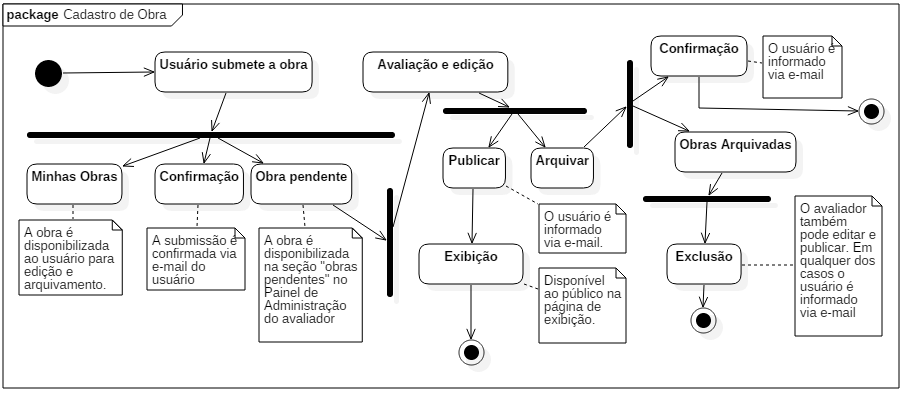 package Cadastro de Obra
Usuário submete a obra
Avaliação e edição
Confirmação
O usuário é
informado
via e-mail
Minhas Obras
Confirmação
Obra pendente
Publicar
Arquivar
Obras Arquivadas
A obra é
disponibilizada
ao usuário para
edição e
arquivamento.
A submissão é
confirmada via
e-mail do
usuário
A obra é
disponibilizada
na seção "obras
pendentes" no
Painel de
Administração
do avaliador
O usuário é
informado
via e-mail.
Exibição
Disponível
ao público na
página de
exibição.
Exclusão
O avaliador
também
pode editar e
publicar. Em
qualquer dos
casos o
usuário é
informado
via e-mail